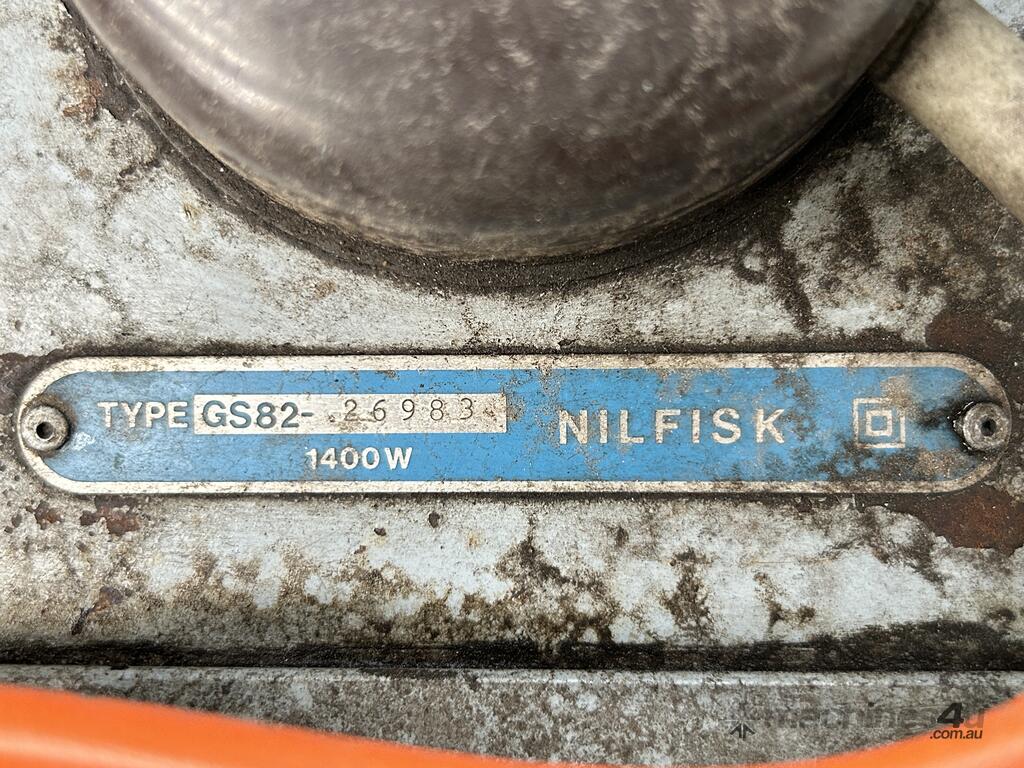 TYPE GS82- 26983 NILFISK
1400W
machines4u
.com.au